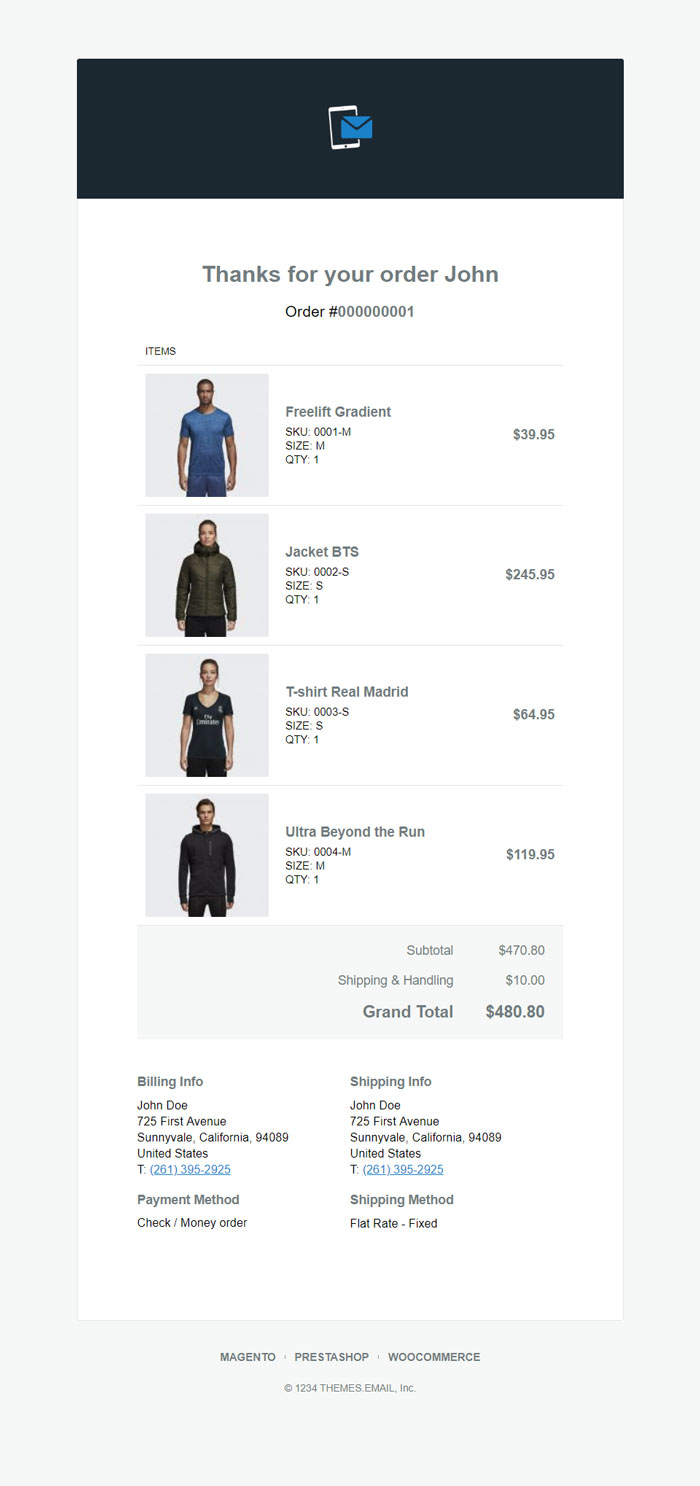 Thanks for your order John
Order #000000001
ITEMS
Freelift Gradient
SKU: 0001-M
SIZE: M
QTY: 1
$39.95
Jacket BTS
SKU: 0002-S
SIZE: S
QTY: 1
$245.95
Fly
Emirates
T-shirt Real Madrid
SKU: 0003-S
SIZE: S
QTY: 1
$64.95
Ultra Beyond the Run
SKU: 0004-M
SIZE: M
QTY: 1
$119.95
Subtotal $470.80
Shipping & Handling $10.00
Grand Total $480.80
Billing Info
John Doe
725 First Avenue
Sunnyvale, California, 94089
United States
T: (261) 395-2925
Payment Method
Check / Money order
Shipping Info
John Doe
725 First Avenue
Sunnyvale, California, 94089
United States
T: (261) 395-2925
Shipping Method
Flat Rate - Fixed
MAGENTO | PRESTASHOP | WOOCOMMERCE
© 1234 THEMES.EMAIL, Inc.